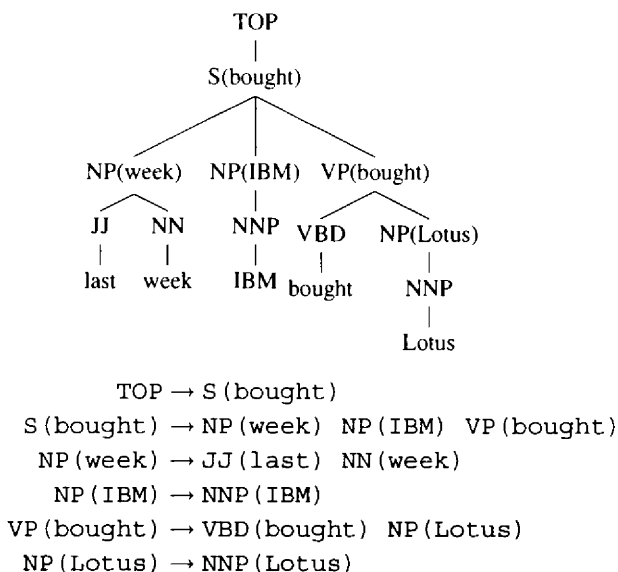 TOP
S(bought)
NP(week) NP(IBM) VP(bought)
JJ NN NNP VBD NP(Lotus)
last week IBM bought NNP
Lotus
TOP → S(bought)
S(bought) → NP(week) NP(IBM) VP(bought)
NP(week) → JJ(last) NN(week)
NP(IBM) → NNP(IBM)
VP(bought) → VBD(bought) NP(Lotus)
NP(Lotus) → NNP(Lotus)